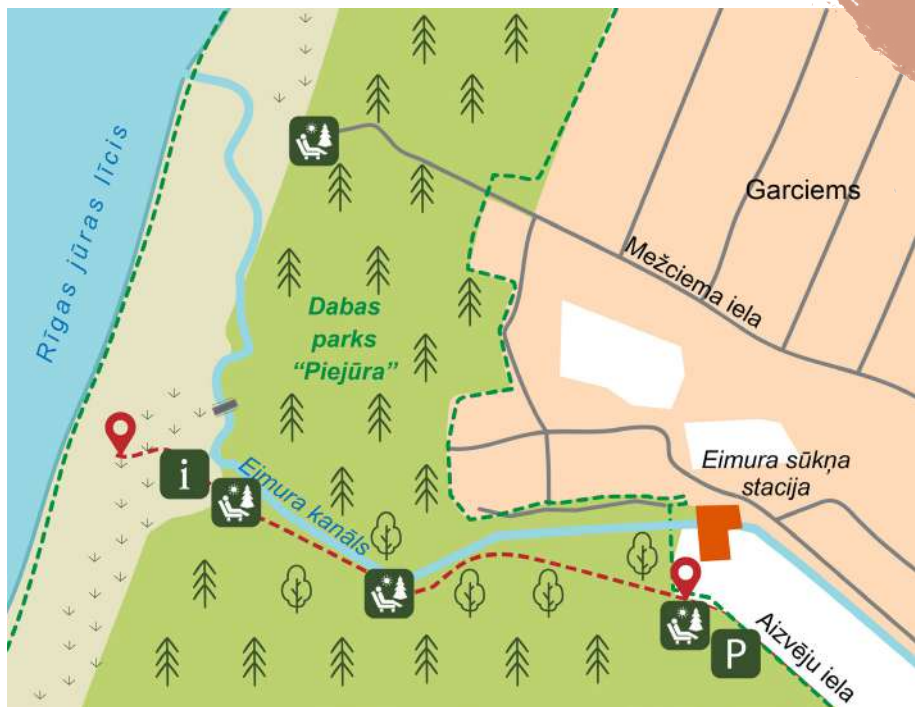 Rīgas jūras līcis
Garciems
Mežciema iela
Dabas
parks
“Piejūra”
Eimura sūkņa
stacija
i
Eimura kanāls
Aizvēju iela
P